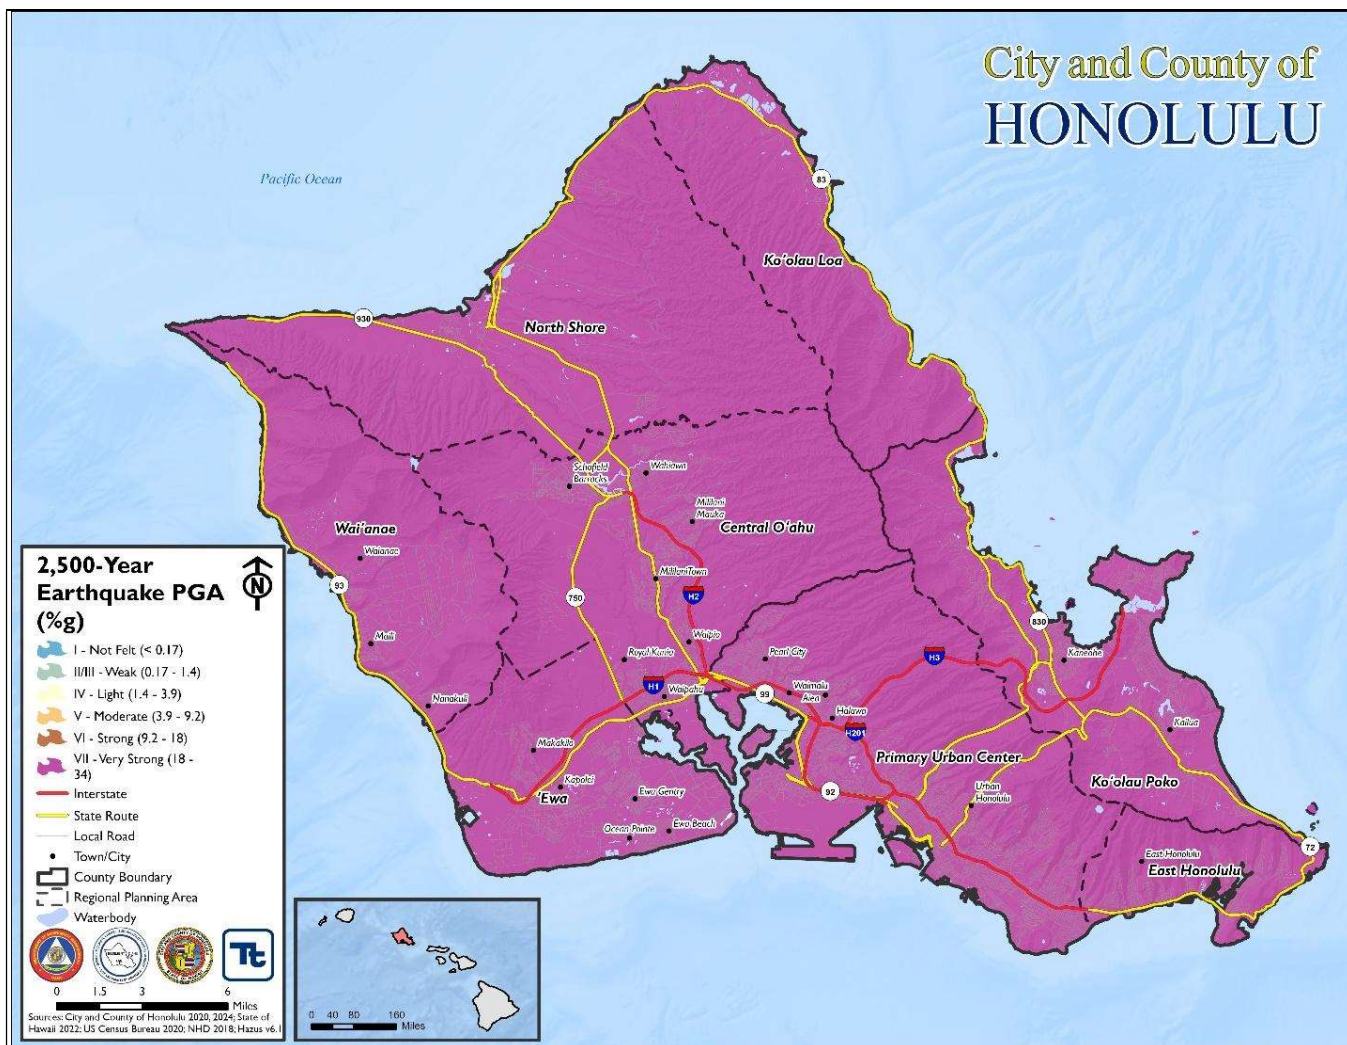 City and County of
HONOLULU
Pacific Ocean
83
Ko'olau Loa
930
North Shore
Schofield
Barracks
Wahiawa
Mililani
Mauka
Central O'ahu
Wai'anae
Waianae
93
750
Mililani Town
H2
830
Maili
Waipio
Royal Kunia
Pearl City
Kaneohe
H3
H1
Nanakuli
Waipahu
99
Waimalu
Aiea
Halawa
H201
Kailua
Makakilo
Primary Urban Center
Kapolei
'Ewa
Ewa Gentry
92
Urban
Honolulu
Ko'olau Poko
Ocean Pointe
Ewa Beach
72
East Honolulu
East Honolulu
2,500-Year
Earthquake PGA
(%g)
N
I - Not Felt (< 0.17)
II/III - Weak (0.17 - 1.4)
IV - Light (1.4 - 3.9)
V - Moderate (3.9 - 9.2)
VI - Strong (9.2 - 18)
VII - Very Strong (18 -
34)
Interstate
State Route
Local Road
Town/City
County Boundary
Regional Planning Area
Waterbody
Tt
0 1.5 3 6
Miles
Sources: City and County of Honolulu 2020, 2024; State of
Hawaii 2022; US Census Bureau 2020; NHD 2018; Hazus v6.1
0 40 80 160
Miles